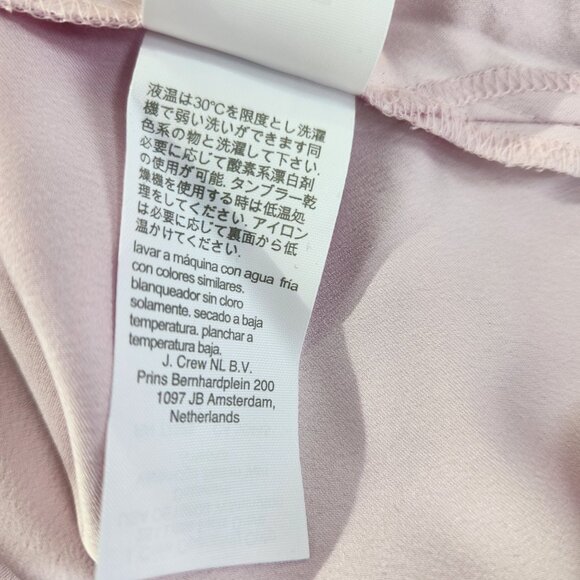 液温は30℃を限度とし洗濯
機で弱い洗いができます同
色系の物と洗濯して下さい.
必要に応じて酸素系漂白剤
の使用が可能. タンブラー乾
燥機を使用する時は低温処
理をしてください. アイロン
は必要に応じて裏面から低
温かけてください.
lavar a máquina con agua fría
con colores similares.
blanqueador sin cloro
solamente. secado a baja
temperatura. planchar a
temperatura baja.
J. Crew NL B.V.
Prins Bernhardplein 200
1097 JB Amsterdam,
Netherlands